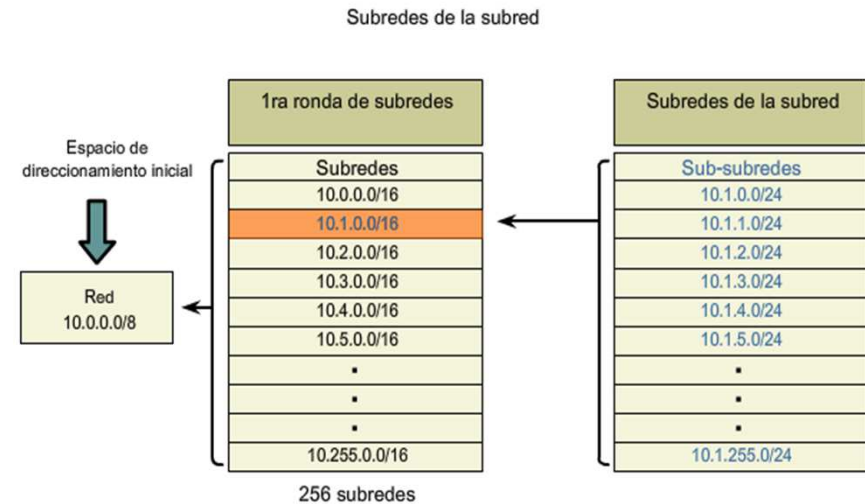 Subredes de la subred
Espacio de
direccionamiento inicial
Red
10.0.0.0/8
1ra ronda de subredes
Subredes
10.0.0.0/16
10.1.0.0/16
10.2.0.0/16
10.3.0.0/16
10.4.0.0/16
10.5.0.0/16
.
.
.
10.255.0.0/16
256 subredes
Subredes de la subred
Sub-subredes
10.1.0.0/24
10.1.1.0/24
10.1.2.0/24
10.1.3.0/24
10.1.4.0/24
10.1.5.0/24
.
.
.
10.1.255.0/24